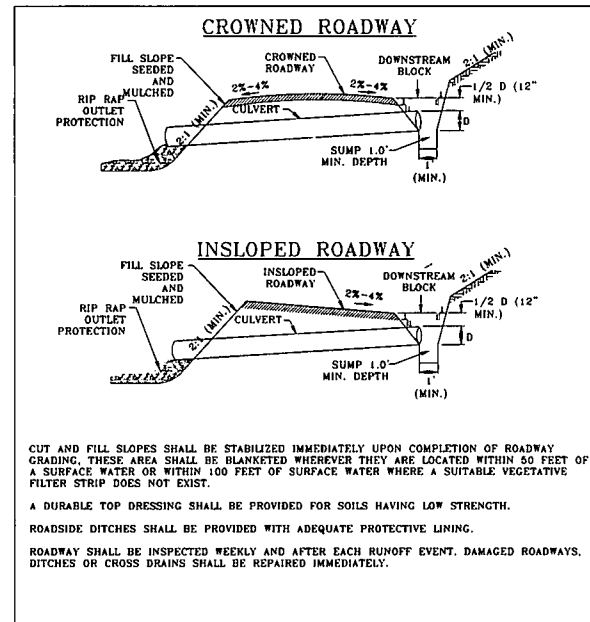 CROWNED ROADWAY
FILL SLOPE
SEEDED
AND
MULCHED
CROWNED
ROADWAY
DOWNSTREAM
BLOCK
2:1 (MIN.)
2%-4%
2%-4%
1/2 D (12"
MIN.)
RIP RAP
OUTLET
PROTECTION
2:1 (MIN.)
CULVERT
D
SUMP 1.0'
MIN. DEPTH
1'
(MIN.)
INSLOPED ROADWAY
FILL SLOPE
SEEDED
AND
MULCHED
INSLOPED
ROADWAY
DOWNSTREAM
BLOCK
2:1 (MIN.)
2%-4%
1/2 D (12"
MIN.)
RIP RAP
OUTLET
PROTECTION
2:1 (MIN.)
CULVERT
D
SUMP 1.0'
MIN. DEPTH
1'
(MIN.)
CUT AND FILL SLOPES SHALL BE STABILIZED IMMEDIATELY UPON COMPLETION OF ROADWAY
GRADING, THESE AREA SHALL BE BLANKETED WHEREVER THEY ARE LOCATED WITHIN 50 FEET OF
A SURFACE WATER OR WITHIN 100 FEET OF SURFACE WATER WHERE A SUITABLE VEGETATIVE
FILTER STRIP DOES NOT EXIST.
A DURABLE TOP DRESSING SHALL BE PROVIDED FOR SOILS HAVING LOW STRENGTH.
ROADSIDE DITCHES SHALL BE PROVIDED WITH ADEQUATE PROTECTIVE LINING.
ROADWAY SHALL BE INSPECTED WEEKLY AND AFTER EACH RUNOFF EVENT. DAMAGED ROADWAYS,
DITCHES OR CROSS DRAINS SHALL BE REPAIRED IMMEDIATELY.